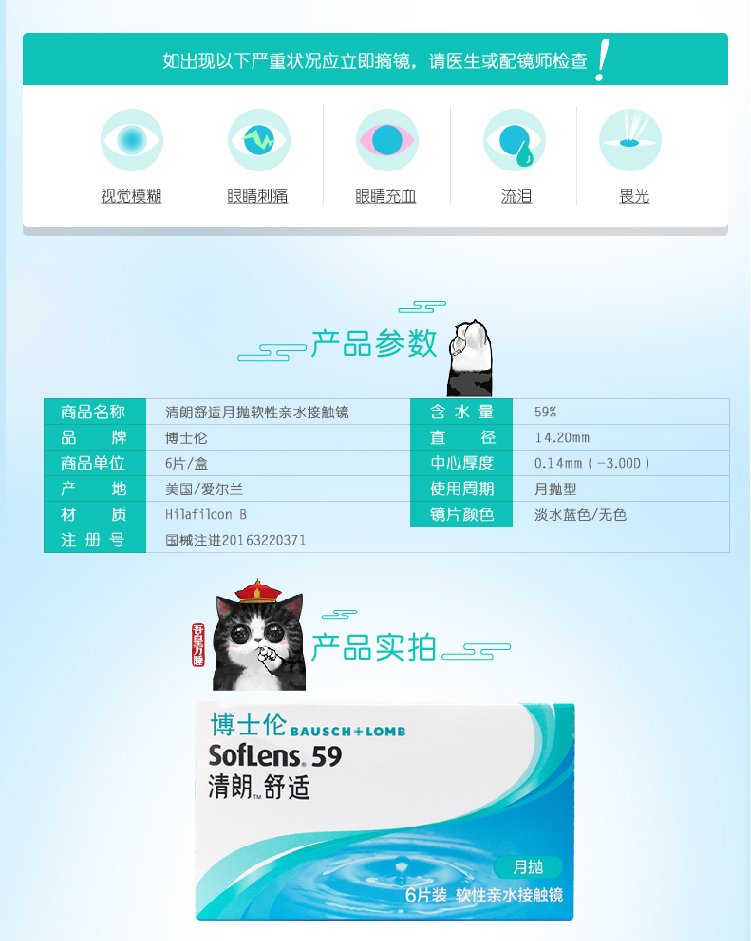 如出现以下严重状况应立即摘镜，请医生或配镜师检查！
视觉模糊 眼睛刺痛 眼睛充血 流泪 畏光
产品参数
商品名称 清朗舒适月抛软性亲水接触镜 含水量 59%
品牌 博士伦 直径 14.20mm
商品单位 6片/盒 中心厚度 0.14mm（-3.00D）
产地 美国/爱尔兰 使用周期 月抛型
材质 Hilafilcon B 镜片颜色 淡水蓝色/无色
注册号 国械注进20163220371
吾皇万睡
产品实拍
博士伦 BAUSCH+LOMB
SofLens® 59
清朗™舒适
月抛
6片装 软性亲水接触镜